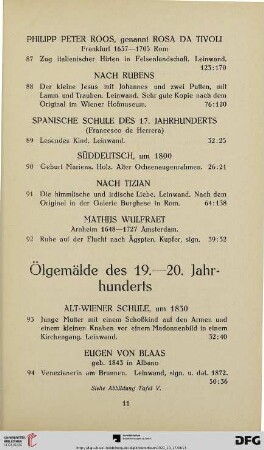 PHILIPP PETER ROOS, genannt ROSA DA TIVOLI
Frankfurt 1657—1705 Rom
87 Zug italienischer Hirten in Felsenlandschaft. Leinwand.
123:170
NACH RUBENS
88 Der kleine Jesus mit Johannes und zwei Putten, mit
Lamm und Trauben. Leinwand. Sehr gute Kopie nach dem
Original im Wiener Hofmuseum. 76:120
SPANISCHE SCHULE DES 17. JAHRHUNDERTS
(Francesco de Herrera)
89 Lesendes Kind. Leinwand. 32:25
SÜDDEUTSCH, um 1800
90 Geburt Mariens. Holz. Alter Ochsenaugenrahmen. 26:21
NACH TIZIAN
91 Die himmlische und irdische Liebe. Leinwand. Nach dem
Original in der Galerie Burghese in Rom. 64:138
MATHIJS WULFRAET
Arnheim 1648—1727 Amsterdam.
92 Ruhe auf der Flucht nach Ägypten. Kupfer, sign. 39:32
Ölgemälde des 19.—20. Jahr-
hunderts
ALT-WIENER SCHULE, um 1830
93 Junge Mutter mit einem Schoßkind auf den Armen und
einem kleinen Knaben vor einem Madonnenbild in einem
Kirchengang. Leinwand. 52:40
EUGEN VON BLAAS
geb. 1843 in Albano
94 Venezianerin am Brunnen. Leinwand, sign. u. dat. 1872.
50:36
Siehe Abbildung Tafel V.
11
UNIVERSITÄTS-
BIBLIOTHEK
HEIDELBERG
DFG